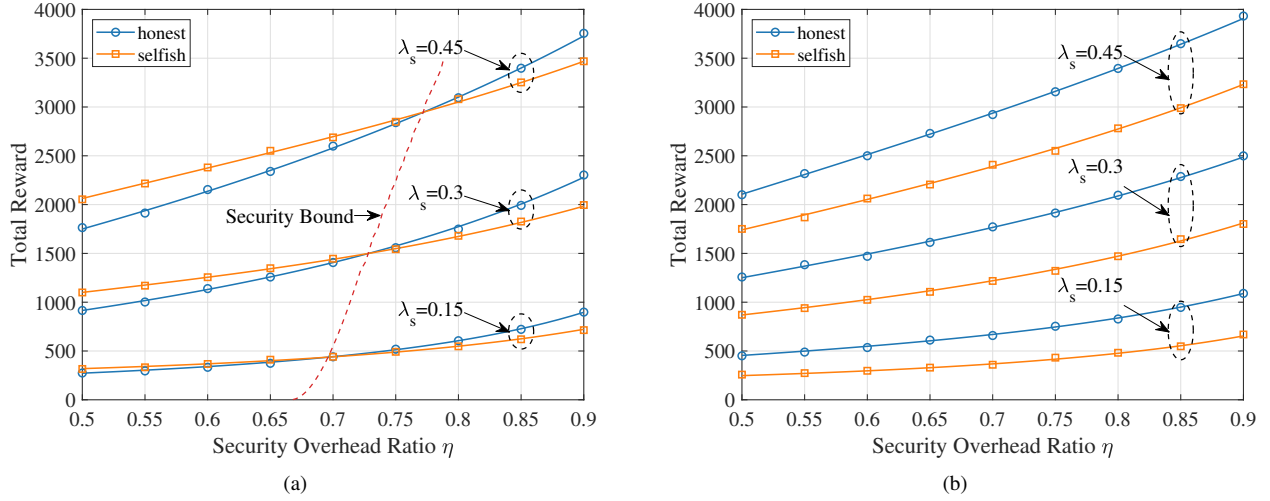 4000
3500
3000
2500
2000
1500
1000
500
0
Total Reward
honest
selfish
λs=0.45
λs=0.3
Security Bound
λs=0.15
0.5 0.55 0.6 0.65 0.7 0.75 0.8 0.85 0.9
Security Overhead Ratio η
(a)
4000
3500
3000
2500
2000
1500
1000
500
0
Total Reward
honest
selfish
λs=0.45
λs=0.3
λs=0.15
0.5 0.55 0.6 0.65 0.7 0.75 0.8 0.85 0.9
Security Overhead Ratio η
(b)